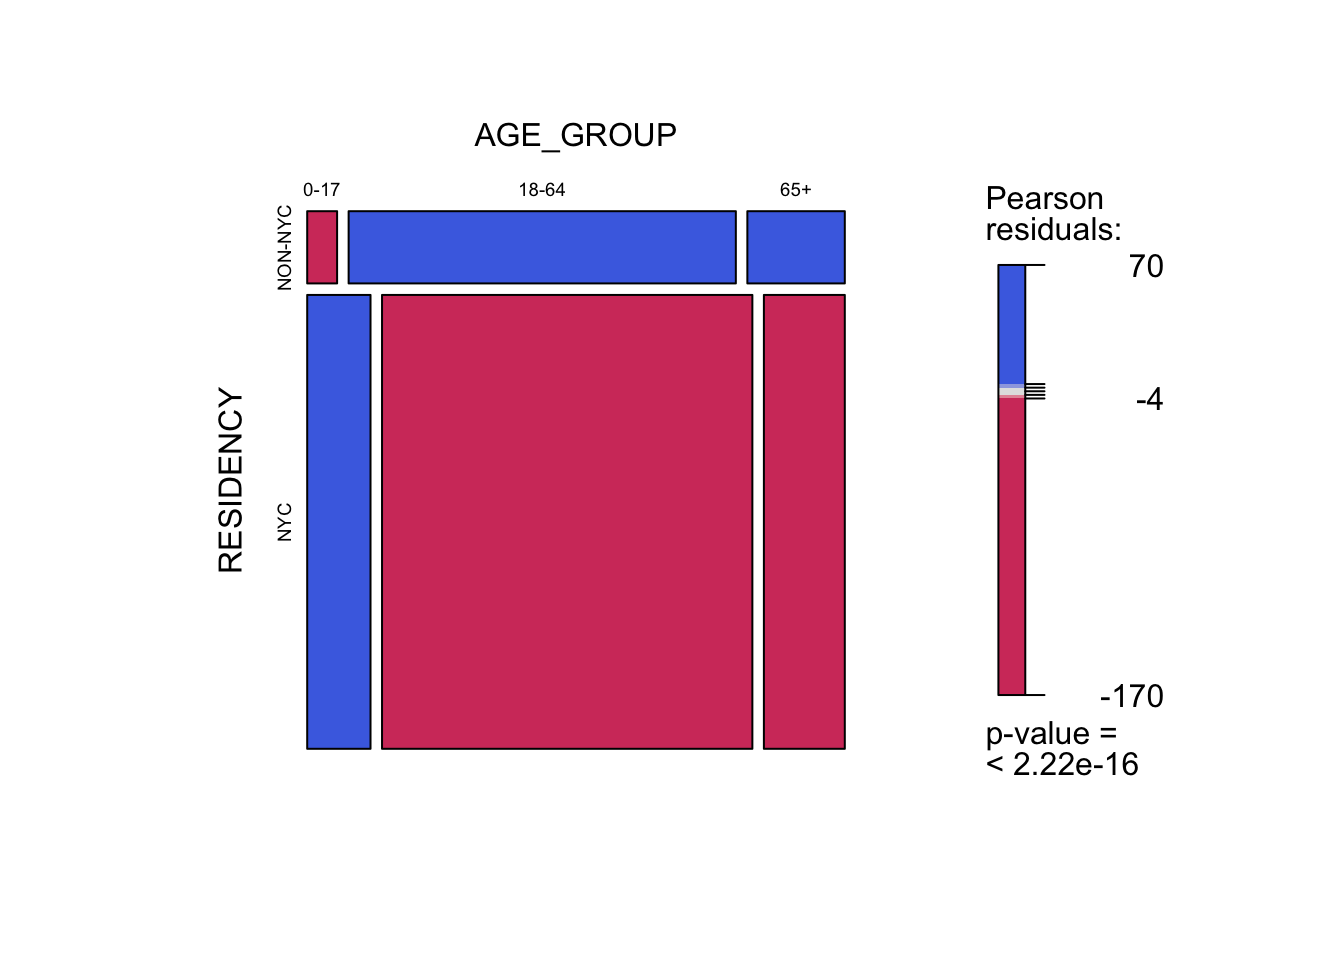 AGE_GROUP
0-17 18-64 65+
NON-NYC
NYC
RESIDENCY
Pearson
residuals:
70
-4
-170
p-value =
< 2.22e-16